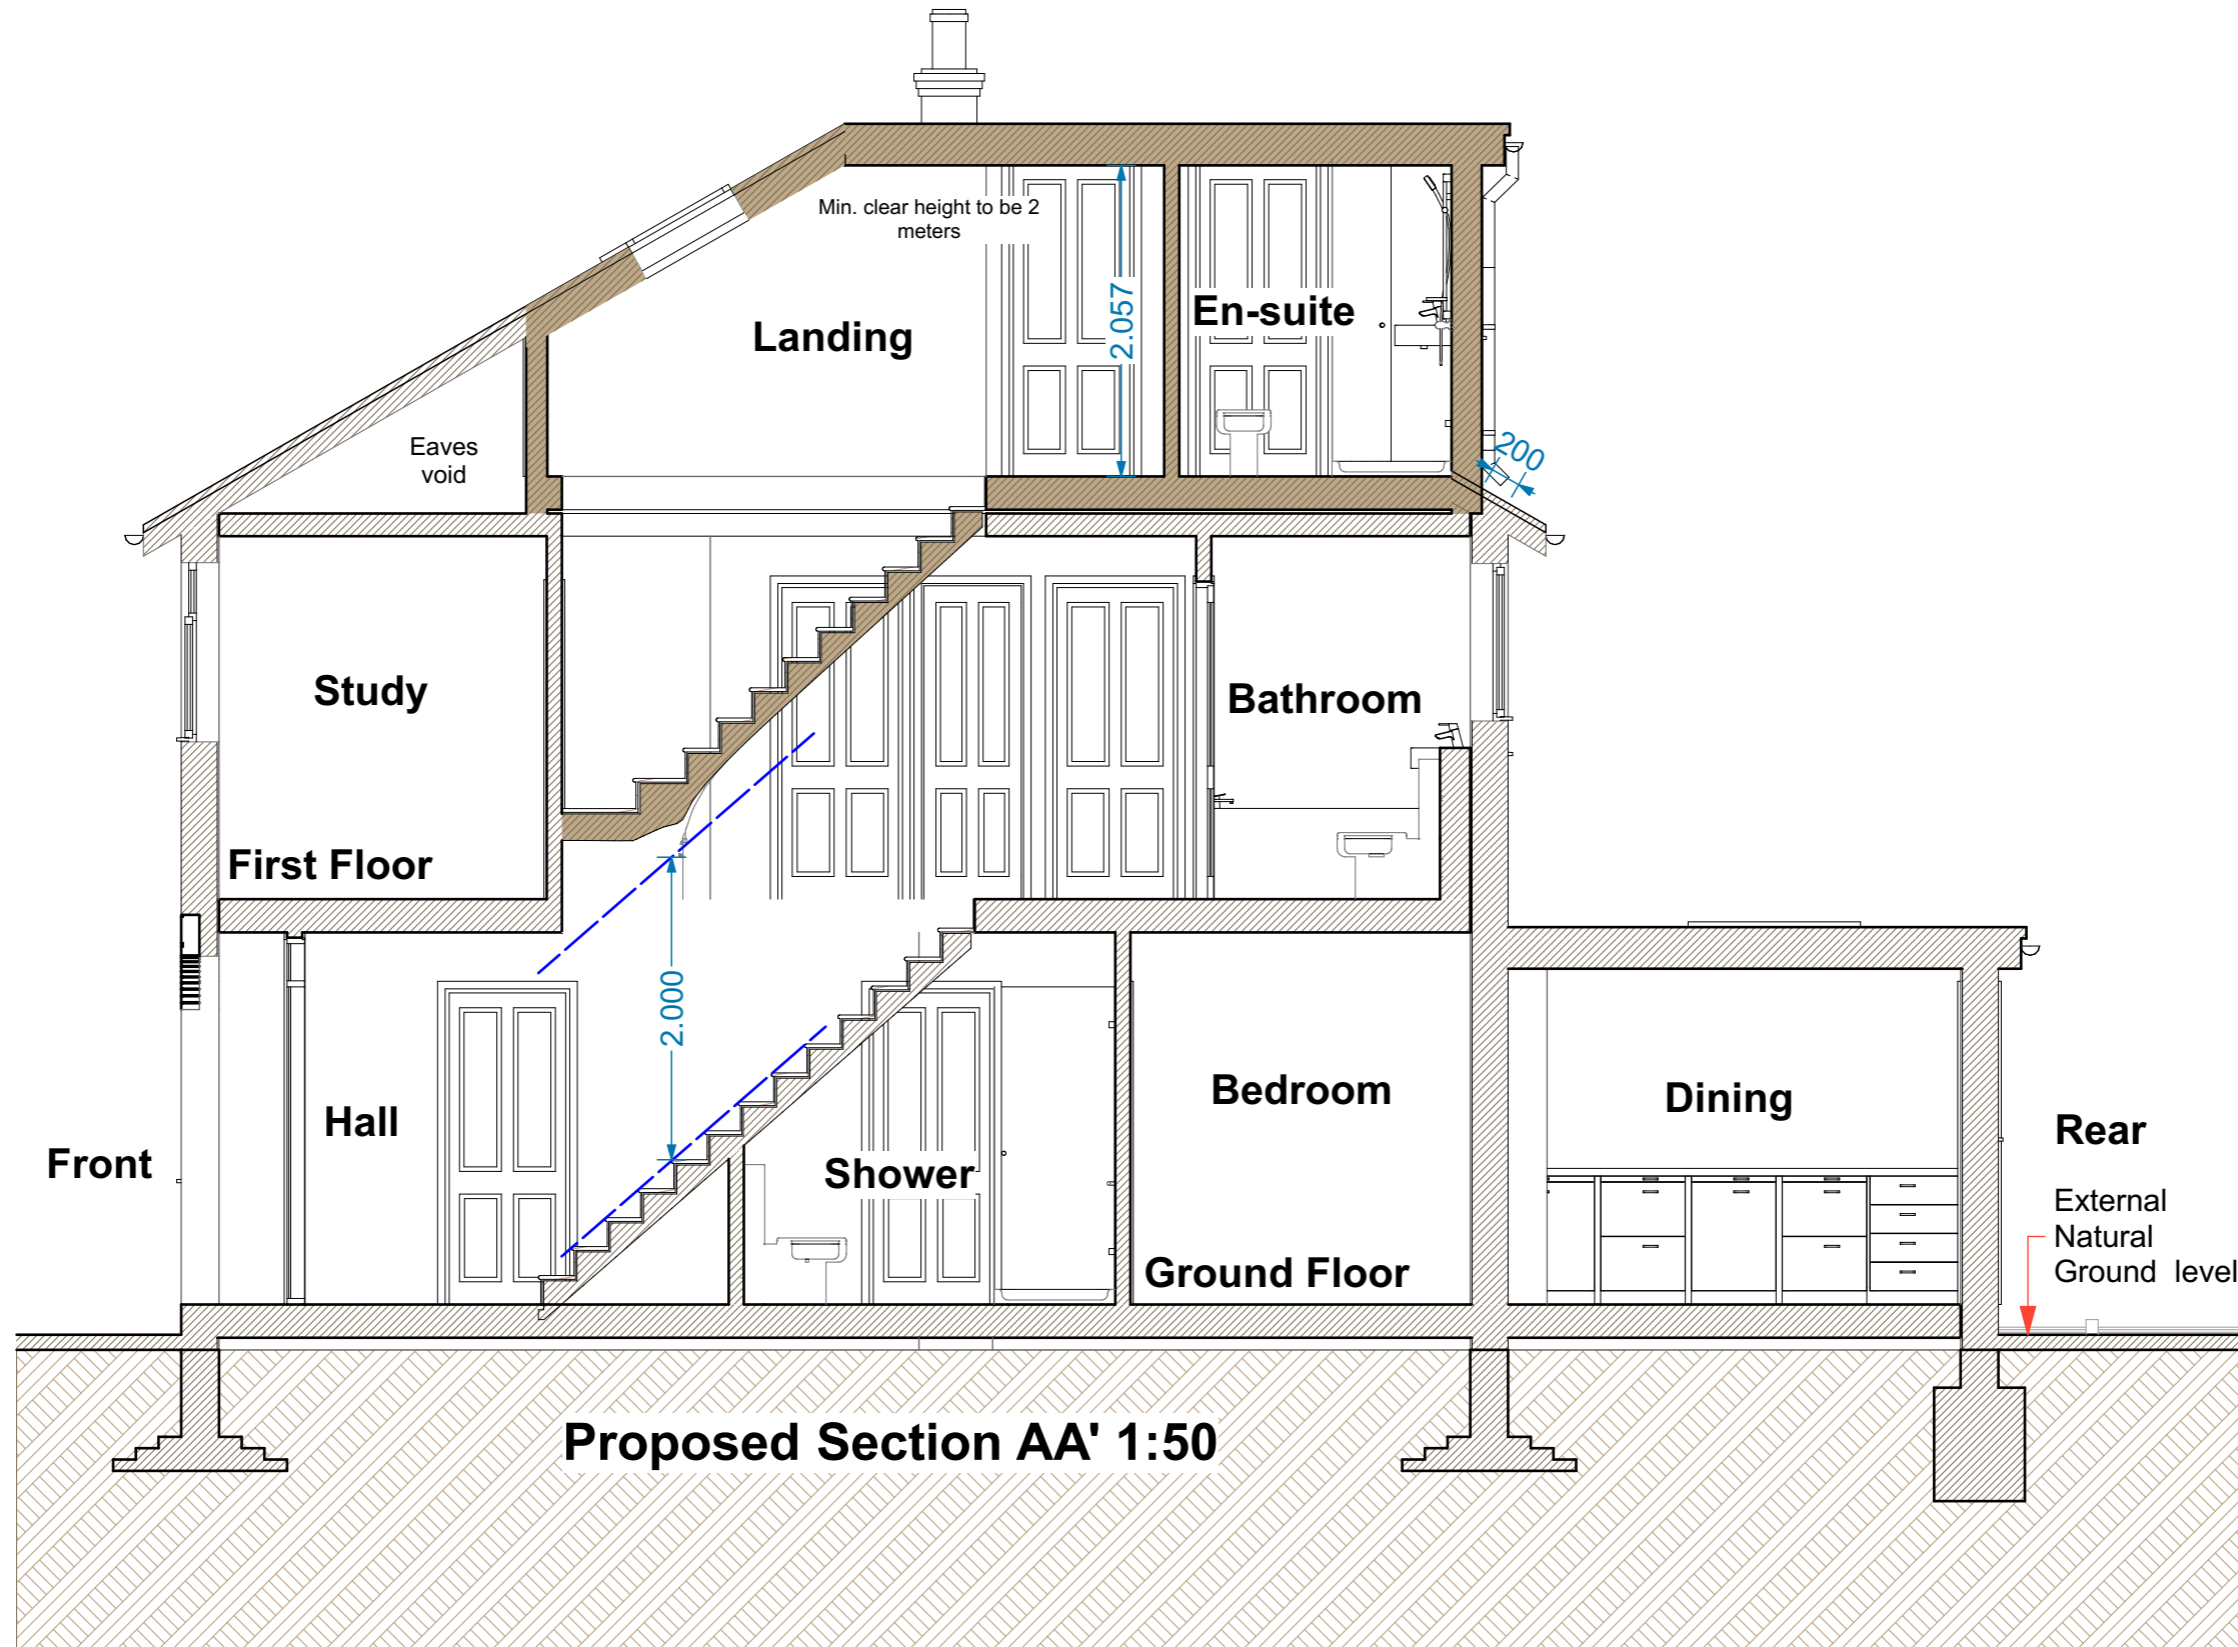 Min. clear height to be 2
meters
2.057
En-suite
Landing
Eaves
void
200
Study
Bathroom
First Floor
2.000
Hall
Bedroom
Dining
Front
Shower
Rear
External
Natural
Ground level
Ground Floor
Proposed Section AA' 1:50